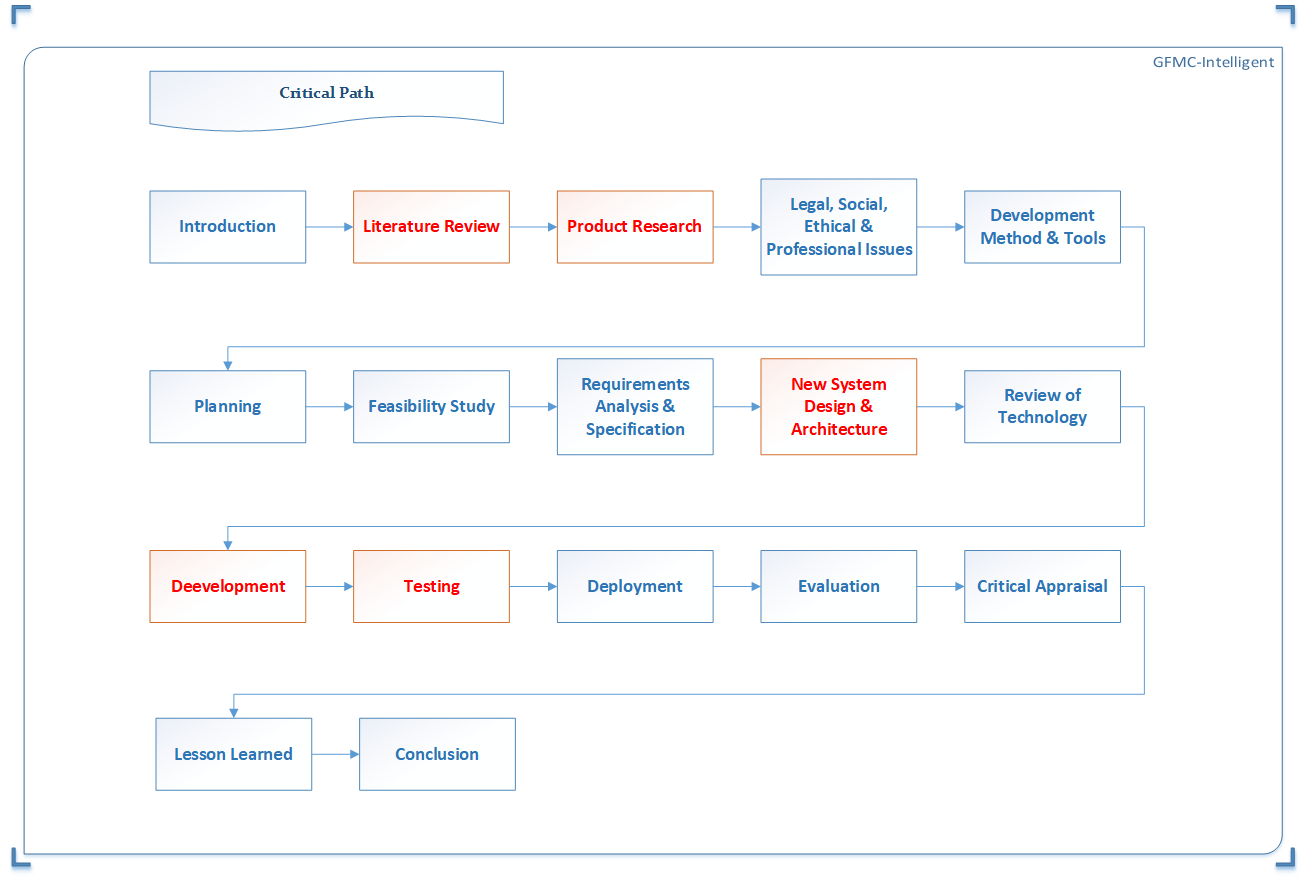 GFMC-Intelligent
Critical Path
Introduction
Literature Review
Product Research
Legal, Social,
Ethical &
Professional Issues
Development
Method & Tools
Planning
Feasibility Study
Requirements
Analysis &
Specification
New System
Design &
Architecture
Review of
Technology
Deevelopment
Testing
Deployment
Evaluation
Critical Appraisal
Lesson Learned
Conclusion